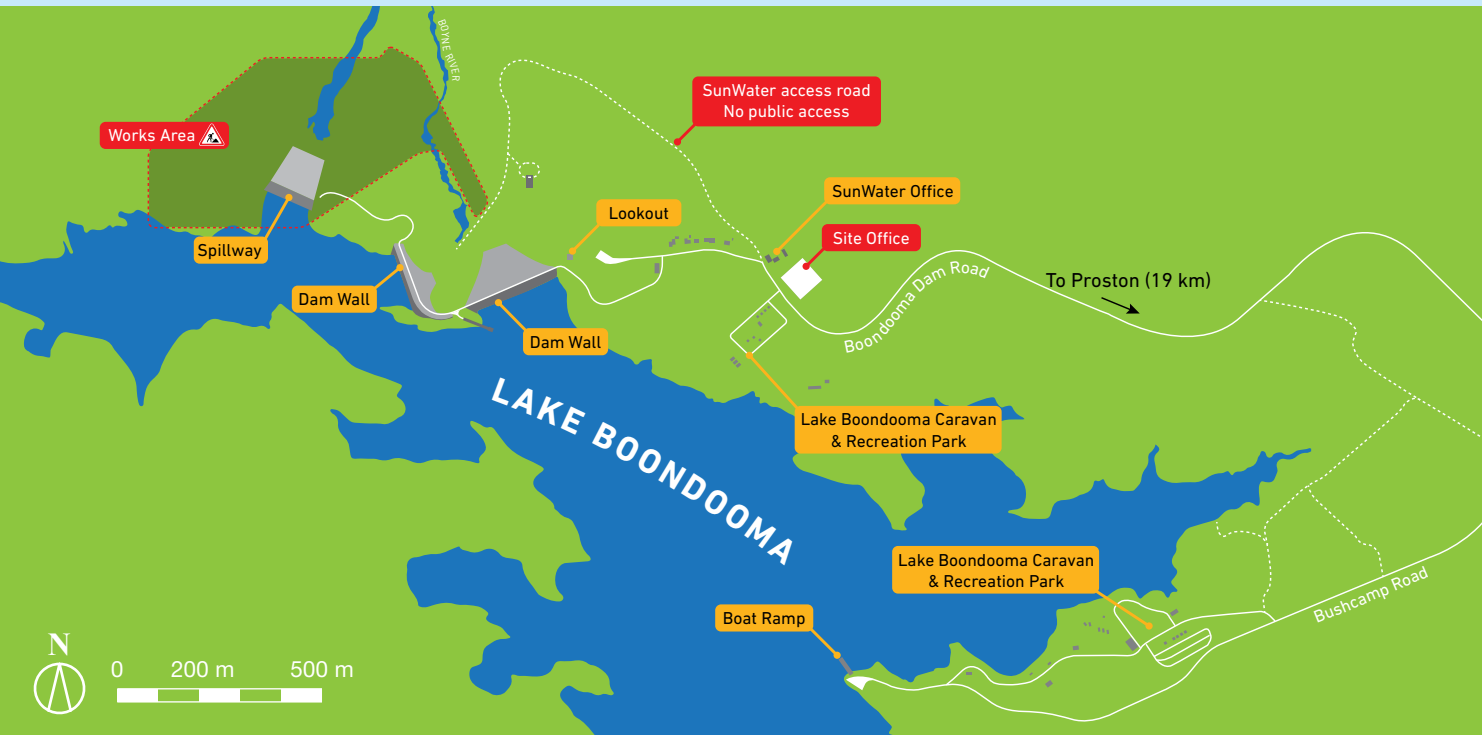 BOYNE RIVER
SunWater access road
No public access
Works Area
SunWater Office
Lookout
Site Office
Spillway
Boondooma Dam Road
To Proston (19 km)
Dam Wall
Dam Wall
LAKE BOONDOOMA
Lake Boondooma Caravan
& Recreation Park
Lake Boondooma Caravan
& Recreation Park
Bushcamp Road
Boat Ramp
N
0 200 m 500 m